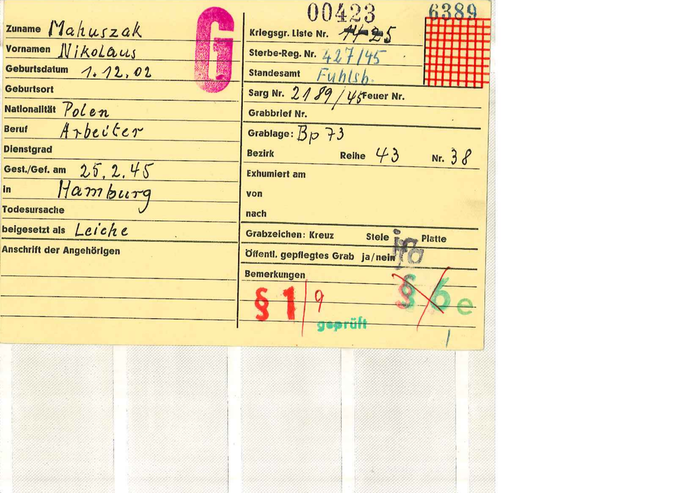 00423
6389
G
Zuname Mahuszak
Vornamen Nikolaus
Geburtsdatum 1.12.02
Geburtsort
Nationalität Polen
Beruf Arbeiter
Dienstgrad
Gest./Gef. am 25.2.45
in Hamburg
Todesursache
beigesetzt als Leiche
Anschrift der Angehörigen
Kriegsgr. Liste Nr.
Sterbe-Reg. Nr. 427/45
Standesamt Fuhlsb.
Sarg Nr. 2189/45 Feuer Nr.
Grabbrief Nr.
Grablage: Bp 73
Bezirk Reihe 43 Nr. 38
Exhumiert am
von
nach
Grabzeichen: Kreuz Stele Platte
Öffentl. gepflegtes Grab ja/nein ja
Bemerkungen
§ 1 9
§ 6 e
geprüft